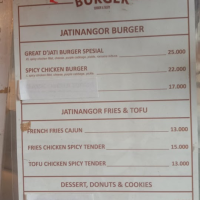 BURGER
JATINANGOR BURGER
GREAT D'JATI BURGER SPESIAL 25.000
SPICY CHICKEN BURGER 23.000
17.000
JATINANGOR FRIES & TOFU
FRENCH FRIES CAJUN 13.000
FRIES CHICKEN SPICY TENDER 15.000
TOFU CHICKEN SPICY TENDER 13.000
DESSERT, DONUTS & COOKIES